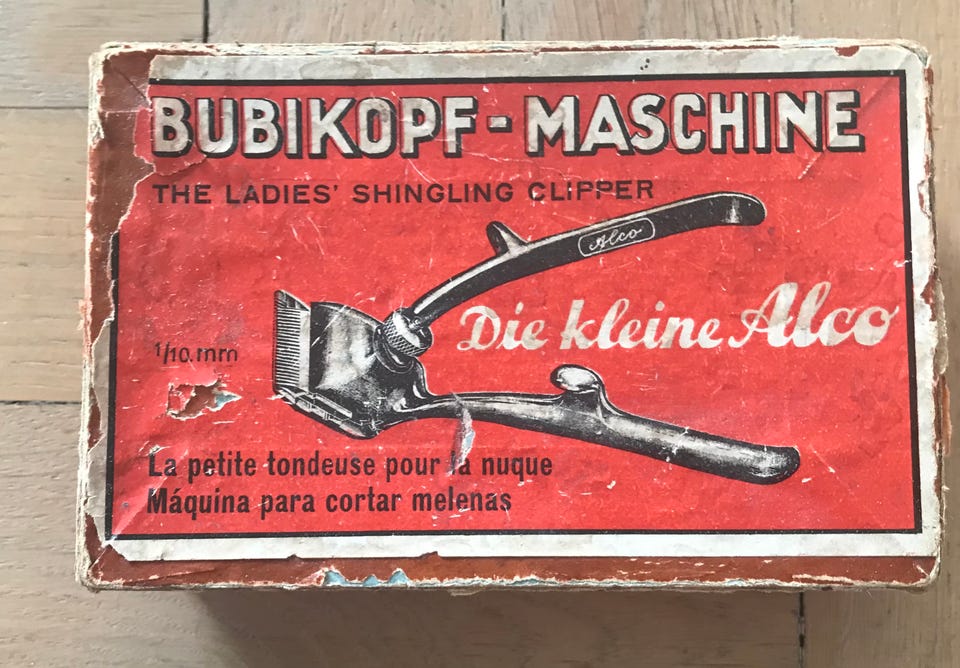 BUBIKOPF-MASCHINE
THE LADIES' SHINGLING CLIPPER
Alco
Die kleine Alco
1/10 mm
La petite tondeuse pour la nuque
Máquina para cortar melenas